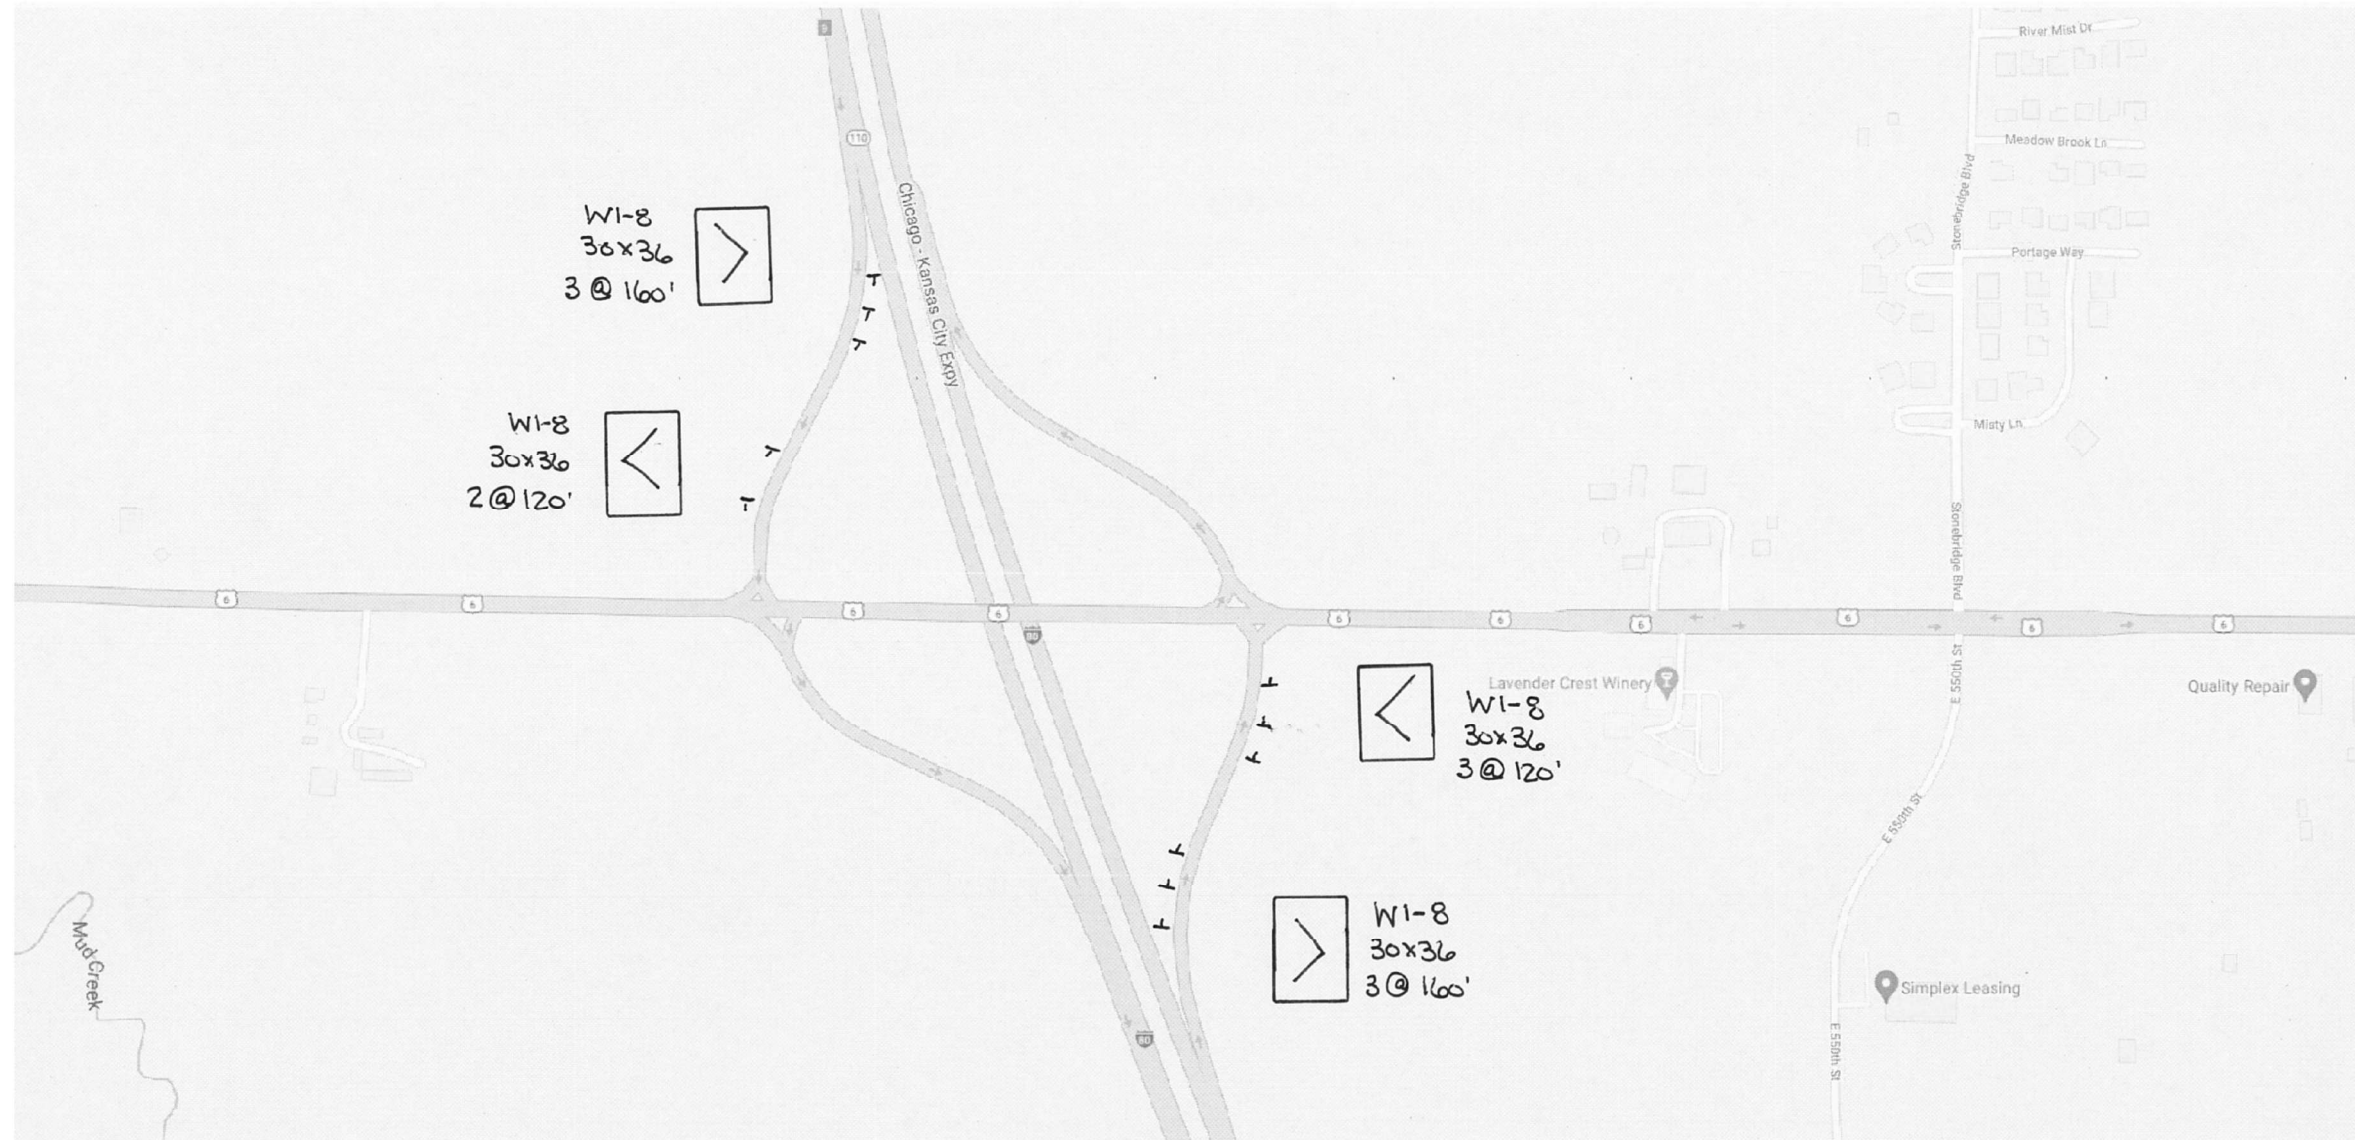 9
River Mist Dr
110
Meadow Brook Ln
Stonebridge Blvd
Chicago - Kansas City Expy
W1-8
30x36
3 @ 160'
>
Portage Way
W1-8
30x36
2 @ 120'
<
Misty Ln
Stonebridge Blvd
6
6
6
6
6
6
6
6
6
6
80
E 550th St
Lavender Crest Winery
<
W1-8
30x36
3 @ 120'
Quality Repair
E 550th St
>
W1-8
30x36
3 @ 160'
Mud Creek
Simplex Leasing
80
E 550th St